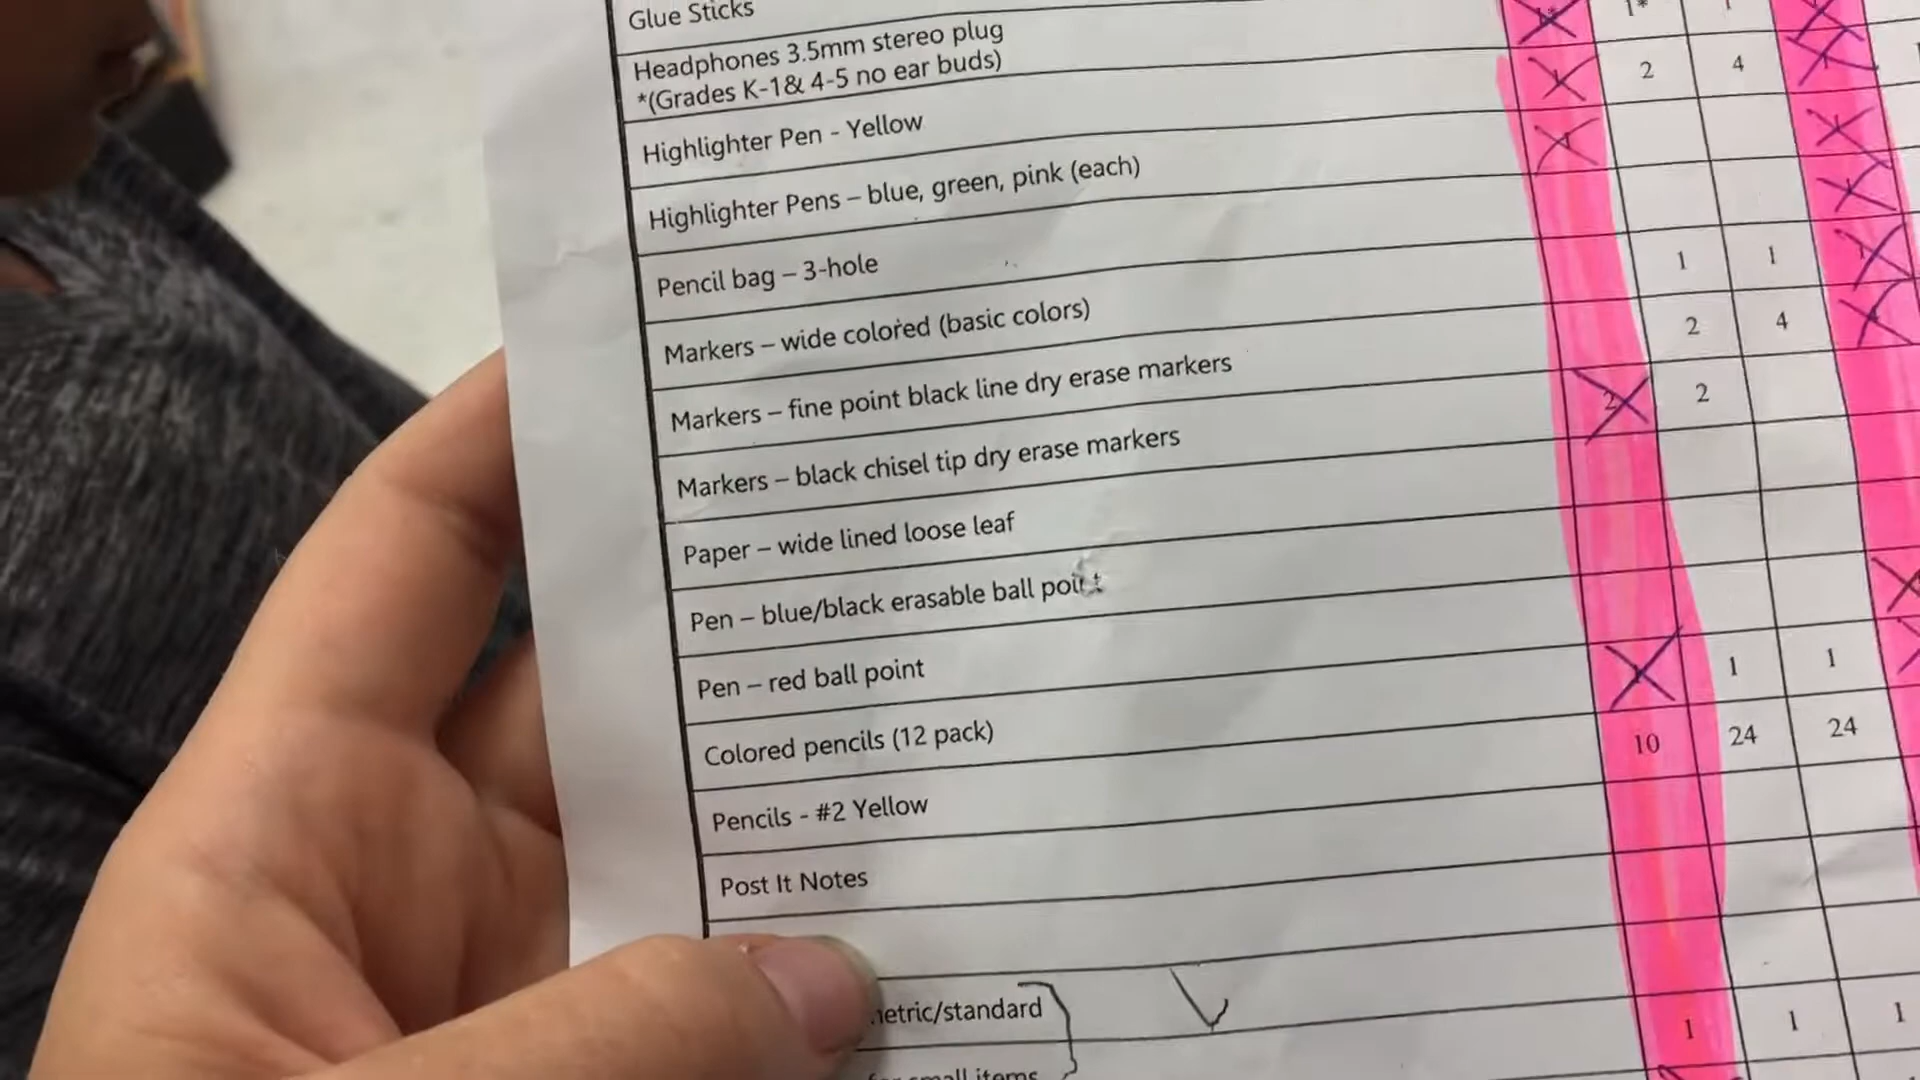 Glue Sticks
1*
Headphones 3.5mm stereo plug
*(Grades K-1& 4-5 no ear buds)
2 4
Highlighter Pen - Yellow
Highlighter Pens – blue, green, pink (each)
Pencil bag – 3-hole
1 1
Markers – wide colored (basic colors)
2 4
Markers – fine point black line dry erase markers
2 2
Markers – black chisel tip dry erase markers
Paper – wide lined loose leaf
Pen – blue/black erasable ball point
Pen – red ball point
1 1
Colored pencils (12 pack)
10 24 24
Pencils - #2 Yellow
Post It Notes
metric/standard
1 1 1
small items